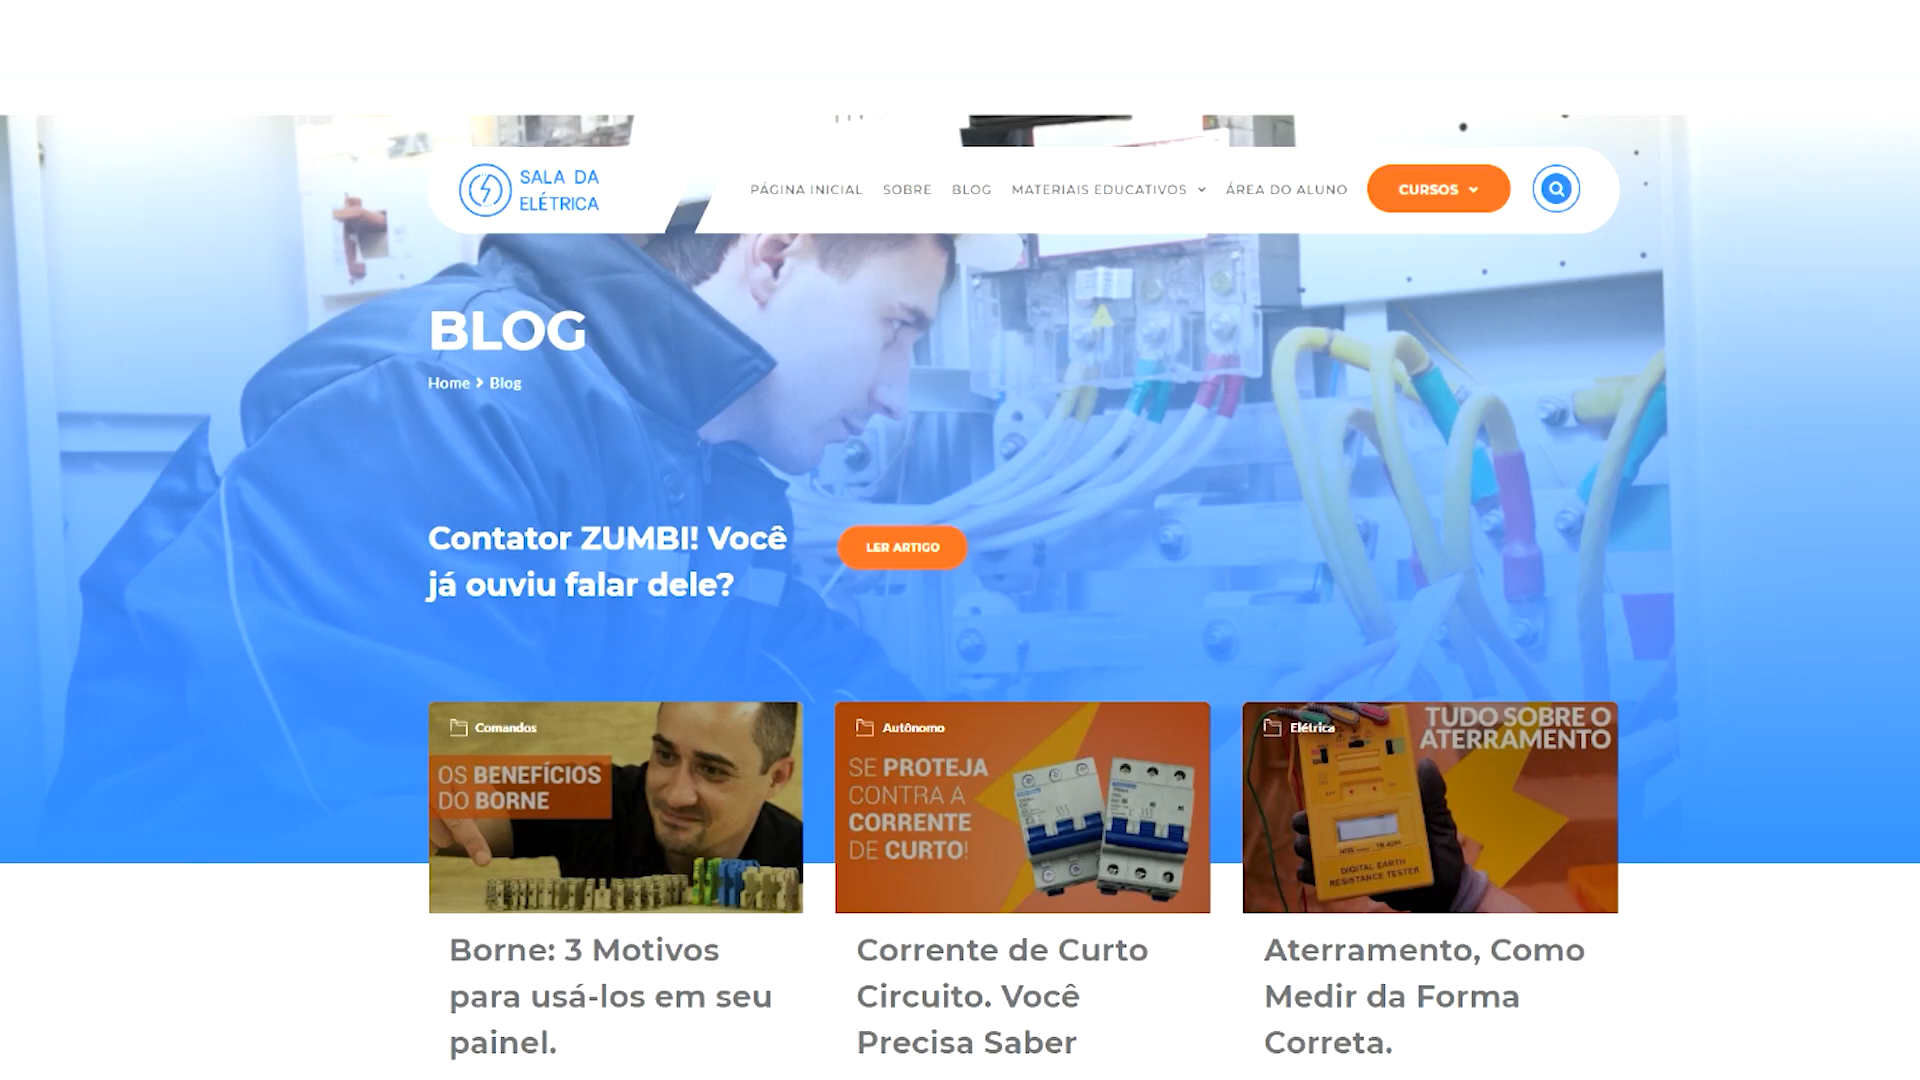 SALA DA
ELÉTRICA
PÁGINA INICIAL SOBRE BLOG MATERIAIS EDUCATIVOS ÁREA DO ALUNO CURSOS
BLOG
Home > Blog
Contator ZUMBI! Você
já ouviu falar dele?
LER ARTIGO
Comandos
OS BENEFÍCIOS
DO BORNE
Autônomo
SE PROTEJA
CONTRA A
CORRENTE
DE CURTO!
Elétrica
TUDO SOBRE O
ATERRAMENTO
DIGITAL EARTH
RESISTANCE TESTER
Borne: 3 Motivos
para usá-los em seu
painel.
Corrente de Curto
Circuito. Você
Precisa Saber
Aterramento, Como
Medir da Forma
Correta.